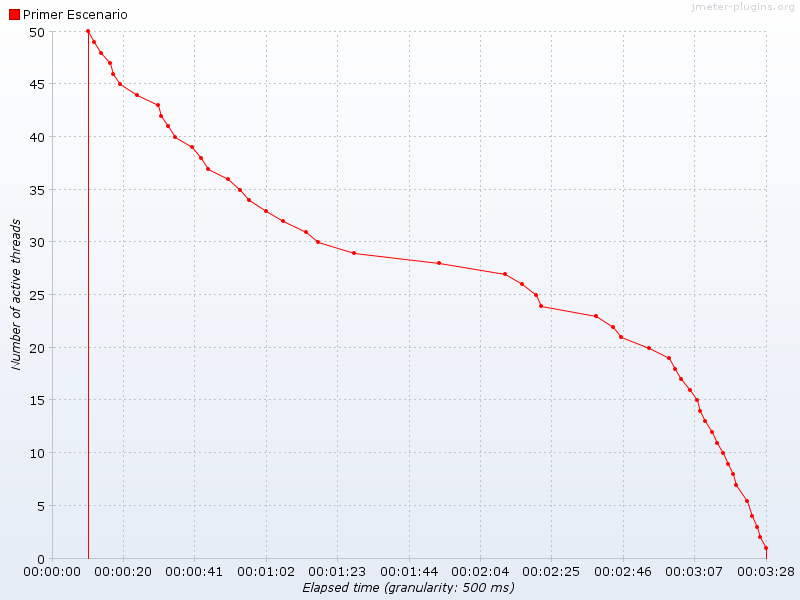 jmeter-plugins.org
Primer Escenario
50
45
40
35
30
25
20
15
10
5
0
Number of active threads
00:00:00 00:00:20 00:00:41 00:01:02 00:01:23 00:01:44 00:02:04 00:02:25 00:02:46 00:03:07 00:03:28
Elapsed time (granularity: 500 ms)